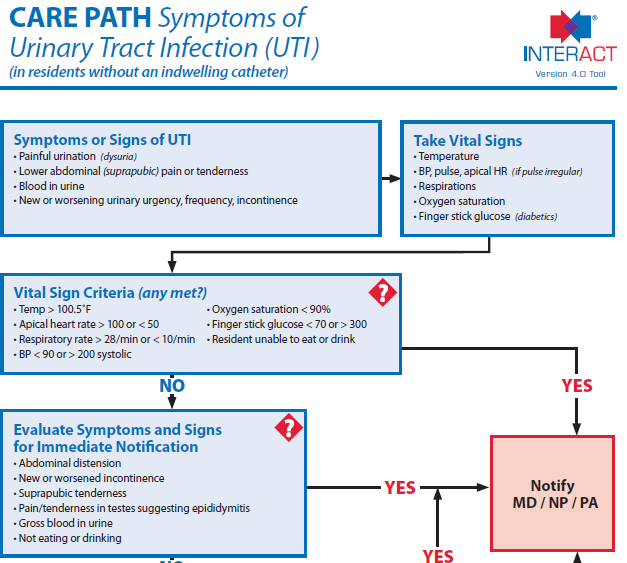 CARE PATH Symptoms of
Urinary Tract Infection (UTI)
(in residents without an indwelling catheter)
®
INTERACT
Version 4.0 Tool
Symptoms or Signs of UTI
• Painful urination (dysuria)
• Lower abdominal (suprapubic) pain or tenderness
• Blood in urine
• New or worsening urinary urgency, frequency, incontinence
Take Vital Signs
• Temperature
• BP, pulse, apical HR (if pulse irregular)
• Respirations
• Oxygen saturation
• Finger stick glucose (diabetics)
Vital Sign Criteria (any met?)
?
• Temp > 100.5˚F
• Apical heart rate > 100 or < 50
• Respiratory rate > 28/min or < 10/min
• BP < 90 or > 200 systolic
• Oxygen saturation < 90%
• Finger stick glucose < 70 or > 300
• Resident unable to eat or drink
YES
NO
Evaluate Symptoms and Signs
for Immediate Notification
?
• Abdominal distension
• New or worsened incontinence
• Suprapubic tenderness
• Pain/tenderness in testes suggesting epididymitis
• Gross blood in urine
• Not eating or drinking
YES
Notify
MD / NP / PA
YES